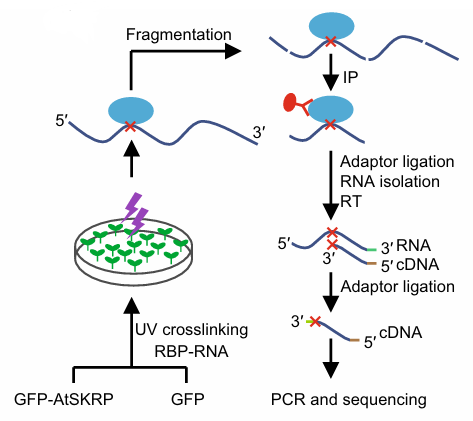 Fragmentation
IP
5′
3′
Adaptor ligation
RNA isolation
RT
5′
3′ RNA
3′
5′ cDNA
Adaptor ligation
UV crosslinking
RBP-RNA
3′
5′ cDNA
GFP-AtSKRP
GFP
PCR and sequencing